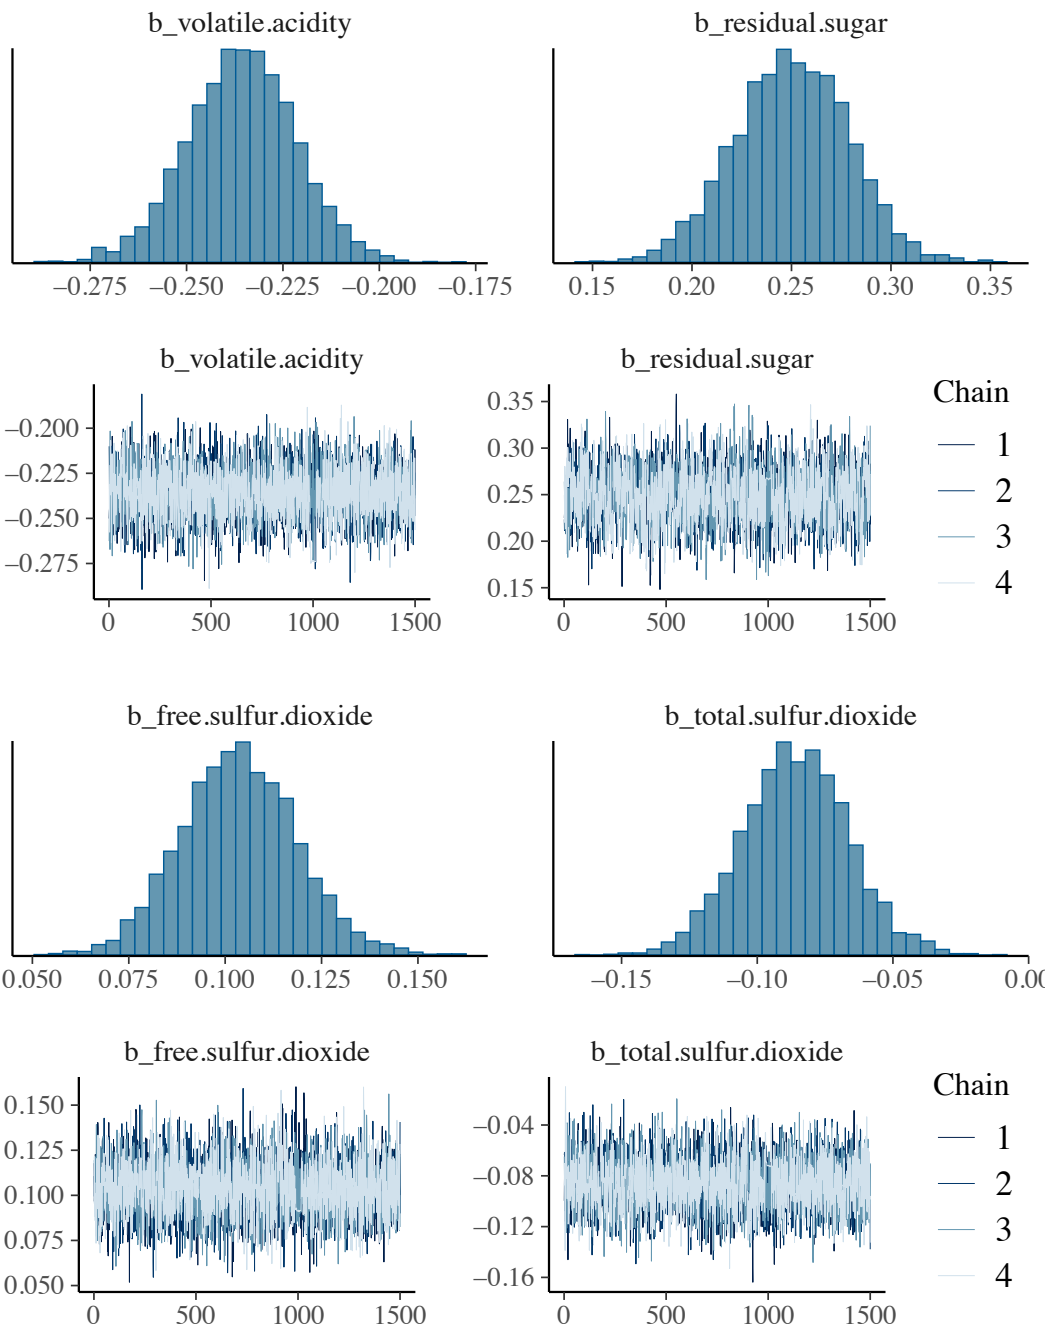 b_volatile.acidity b_residual.sugar
−0.275 −0.250 −0.225 −0.200 −0.175 0.15 0.20 0.25 0.30 0.35
b_volatile.acidity b_residual.sugar
Chain
−0.200
−0.225
−0.250
−0.275
0.35
0.30
0.25
0.20
0.15
1
2
3
4
0 500 1000 1500 0 500 1000 1500
b_free.sulfur.dioxide b_total.sulfur.dioxide
0.050 0.075 0.100 0.125 0.150 −0.15 −0.10 −0.05 0.00
b_free.sulfur.dioxide b_total.sulfur.dioxide
Chain
0.150
0.125
0.100
0.075
0.050
−0.04
−0.08
−0.12
−0.16
1
2
3
4
0 500 1000 1500 0 500 1000 1500